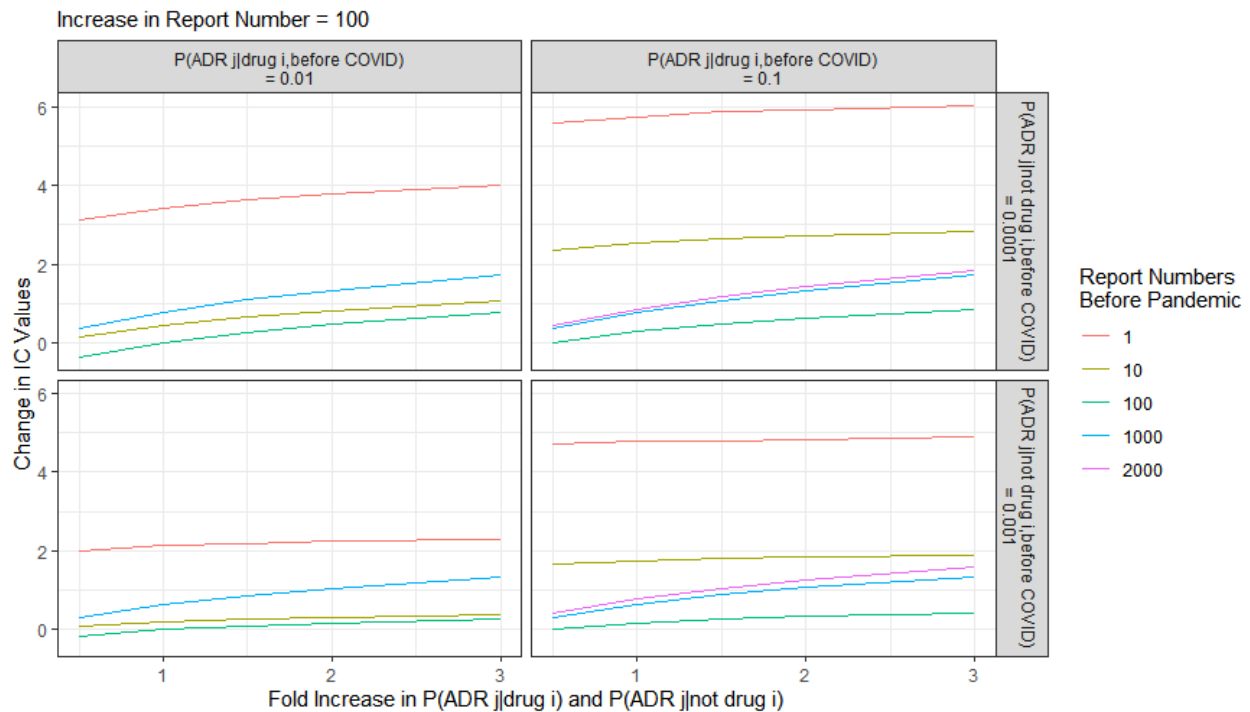 Increase in Report Number = 100
P(ADR j|drug i,before COVID)
= 0.01
P(ADR j|drug i,before COVID)
= 0.1
P(ADR j|not drug i,before COVID)
= 0.0001
P(ADR j|not drug i,before COVID)
= 0.001
Change in IC Values
6
4
2
0
6
4
2
0
1
2
3
1
2
3
Fold Increase in P(ADR j|drug i) and P(ADR j|not drug i)
Report Numbers
Before Pandemic
1
10
100
1000
2000